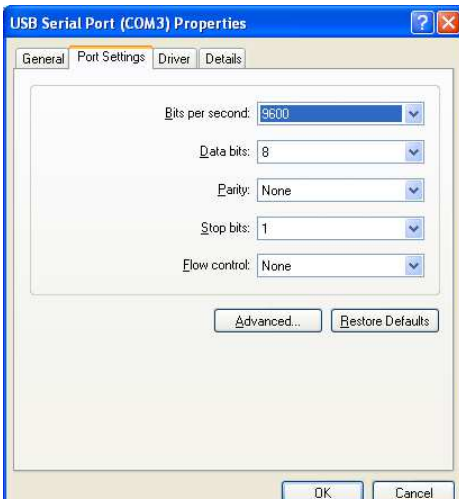 USB Serial Port (COM3) Properties
General Port Settings Driver Details
Bits per second: 9600
Data bits: 8
Parity: None
Stop bits: 1
Flow control: None
Advanced... Restore Defaults
OK Cancel